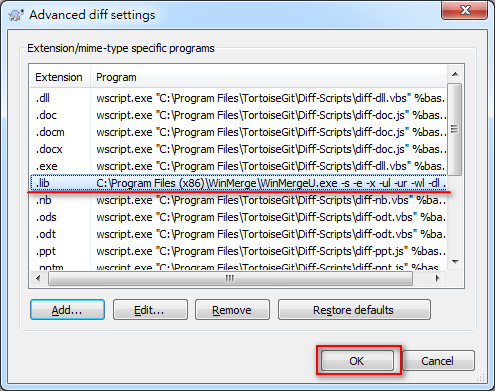 Advanced diff settings
Extension/mime-type specific programs
Extension Program
.dll wscript.exe "C:\Program Files\TortoiseGit\Diff-Scripts\diff-dll.vbs" %bas...
.doc wscript.exe "C:\Program Files\TortoiseGit\Diff-Scripts\diff-doc.js" %base...
.docm wscript.exe "C:\Program Files\TortoiseGit\Diff-Scripts\diff-doc.js" %base...
.docx wscript.exe "C:\Program Files\TortoiseGit\Diff-Scripts\diff-doc.js" %base...
.exe wscript.exe "C:\Program Files\TortoiseGit\Diff-Scripts\diff-dll.vbs" %bas...
.lib C:\Program Files (x86)\WinMerge\WinMergeU.exe -s -e -x -ul -ur -wl -dl ...
.nb wscript.exe "C:\Program Files\TortoiseGit\Diff-Scripts\diff-nb.vbs" %bas...
.ods wscript.exe "C:\Program Files\TortoiseGit\Diff-Scripts\diff-odt.vbs" %bas...
.odt wscript.exe "C:\Program Files\TortoiseGit\Diff-Scripts\diff-odt.vbs" %bas...
.ppt wscript.exe "C:\Program Files\TortoiseGit\Diff-Scripts\diff-ppt.js" %base...
.pptm wscript.exe "C:\Program Files\TortoiseGit\Diff-Scripts\diff-ppt.js" %base...
Add... Edit... Remove Restore defaults
OK Cancel